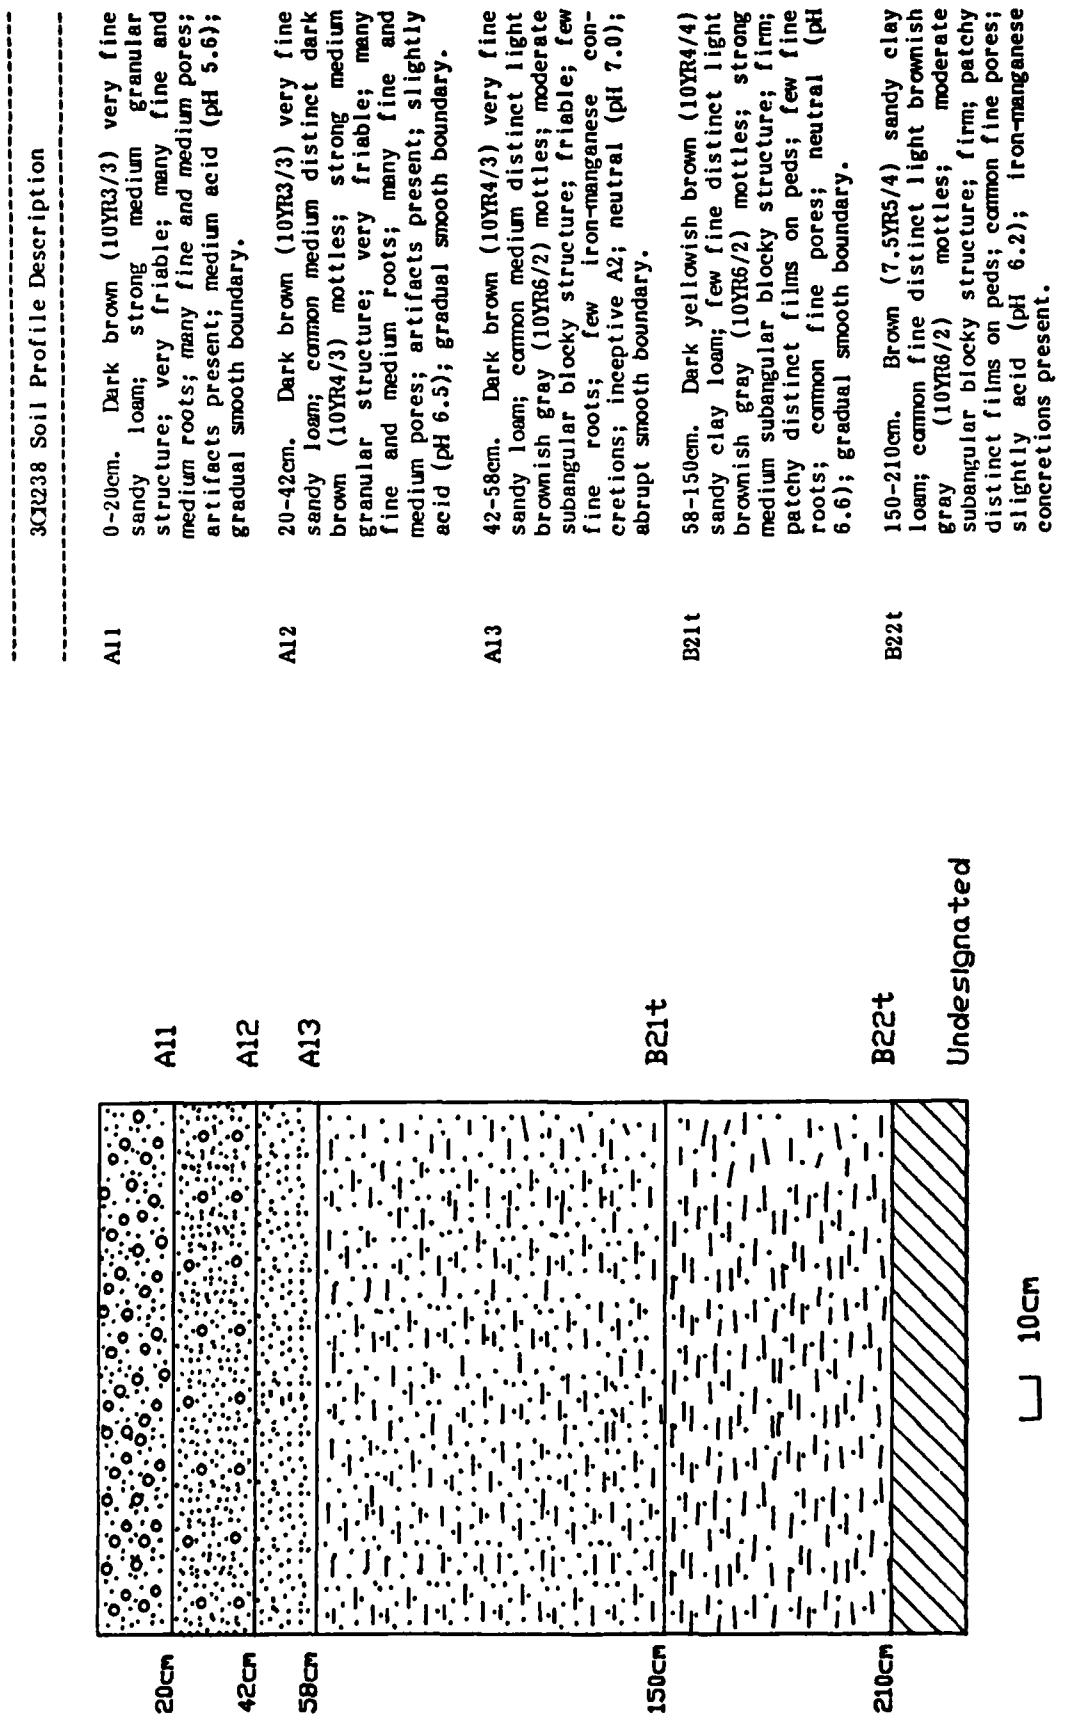 3CR238 Soil Profile Description
A11 0-20cm. Dark brown (10YR3/3) very fine
sandy loam; strong medium granular
structure; very friable; many fine and
medium roots; many fine and medium pores;
artifacts present; medium acid (pH 5.6);
gradual smooth boundary.
A12 20-42cm. Dark brown (10YR3/3) very fine
sandy loam; common medium distinct dark
brown (10YR4/3) mottles; strong medium
granular structure; very friable; many
fine and medium roots; many fine and
medium pores; artifacts present; slightly
acid (pH 6.5); gradual smooth boundary.
A13 42-58cm. Dark brown (10YR4/3) very fine
sandy loam; common medium distinct light
brownish gray (10YR6/2) mottles; moderate
subangular blocky structure; friable; few
fine roots; few iron-manganese con-
cretions; inceptive A2; neutral (pH 7.0);
abrupt smooth boundary.
B21t 58-150cm. Dark yellowish brown (10YR4/4)
sandy clay loam; few fine distinct light
brownish gray (10YR6/2) mottles; strong
medium subangular blocky structure; firm;
patchy distinct films on peds; few fine
roots; common fine pores; neutral (pH
6.6); gradual smooth boundary.
B22t 150-210cm. Brown (7.5YR5/4) sandy clay
loam; common fine distinct light brownish
gray (10YR6/2) mottles; moderate
subangular blocky structure; firm; patchy
distinct films on peds; common fine pores;
slightly acid (pH 6.2); iron-manganese
concretions present.
20cm
A11
42cm
A12
58cm
A13
150cm
B21t
210cm
B22t
Undesignated
10cm